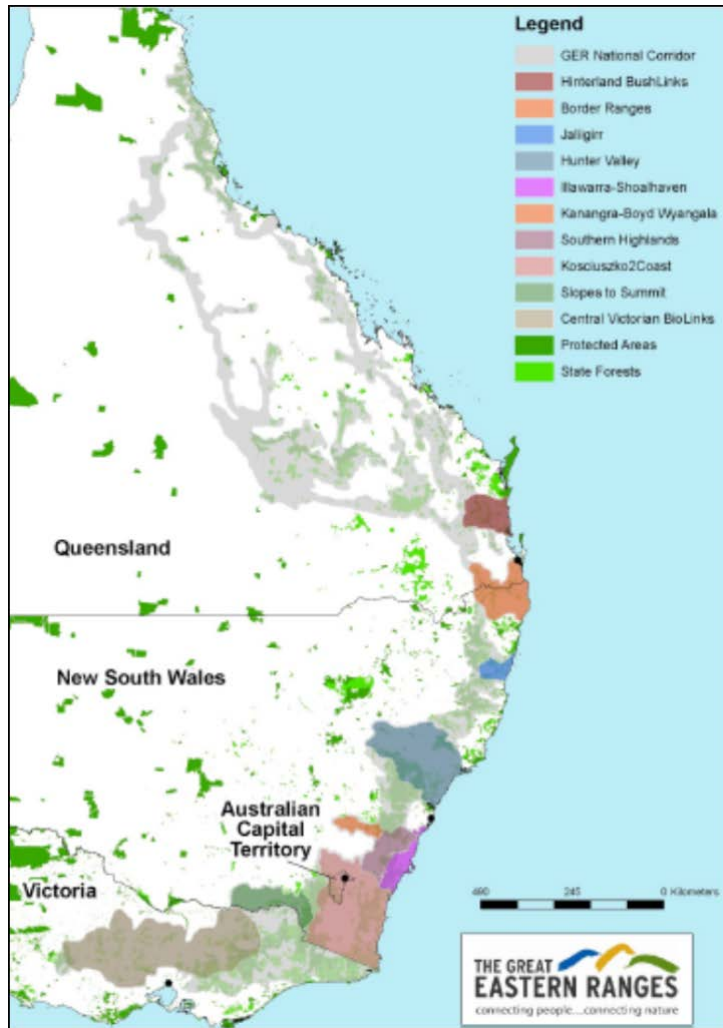 Legend
GER National Corridor
Hinterland BushLinks
Border Ranges
Jaliigirr
Hunter Valley
Illawarra-Shoalhaven
Kanangra-Boyd Wyangala
Southern Highlands
Kosciuszko2Coast
Slopes to Summit
Central Victorian BioLinks
Protected Areas
State Forests
Queensland
New South Wales
Australian
Capital
Territory
Victoria
490 245 0 Kilometers
THE GREAT
EASTERN RANGES
connecting people...connecting nature